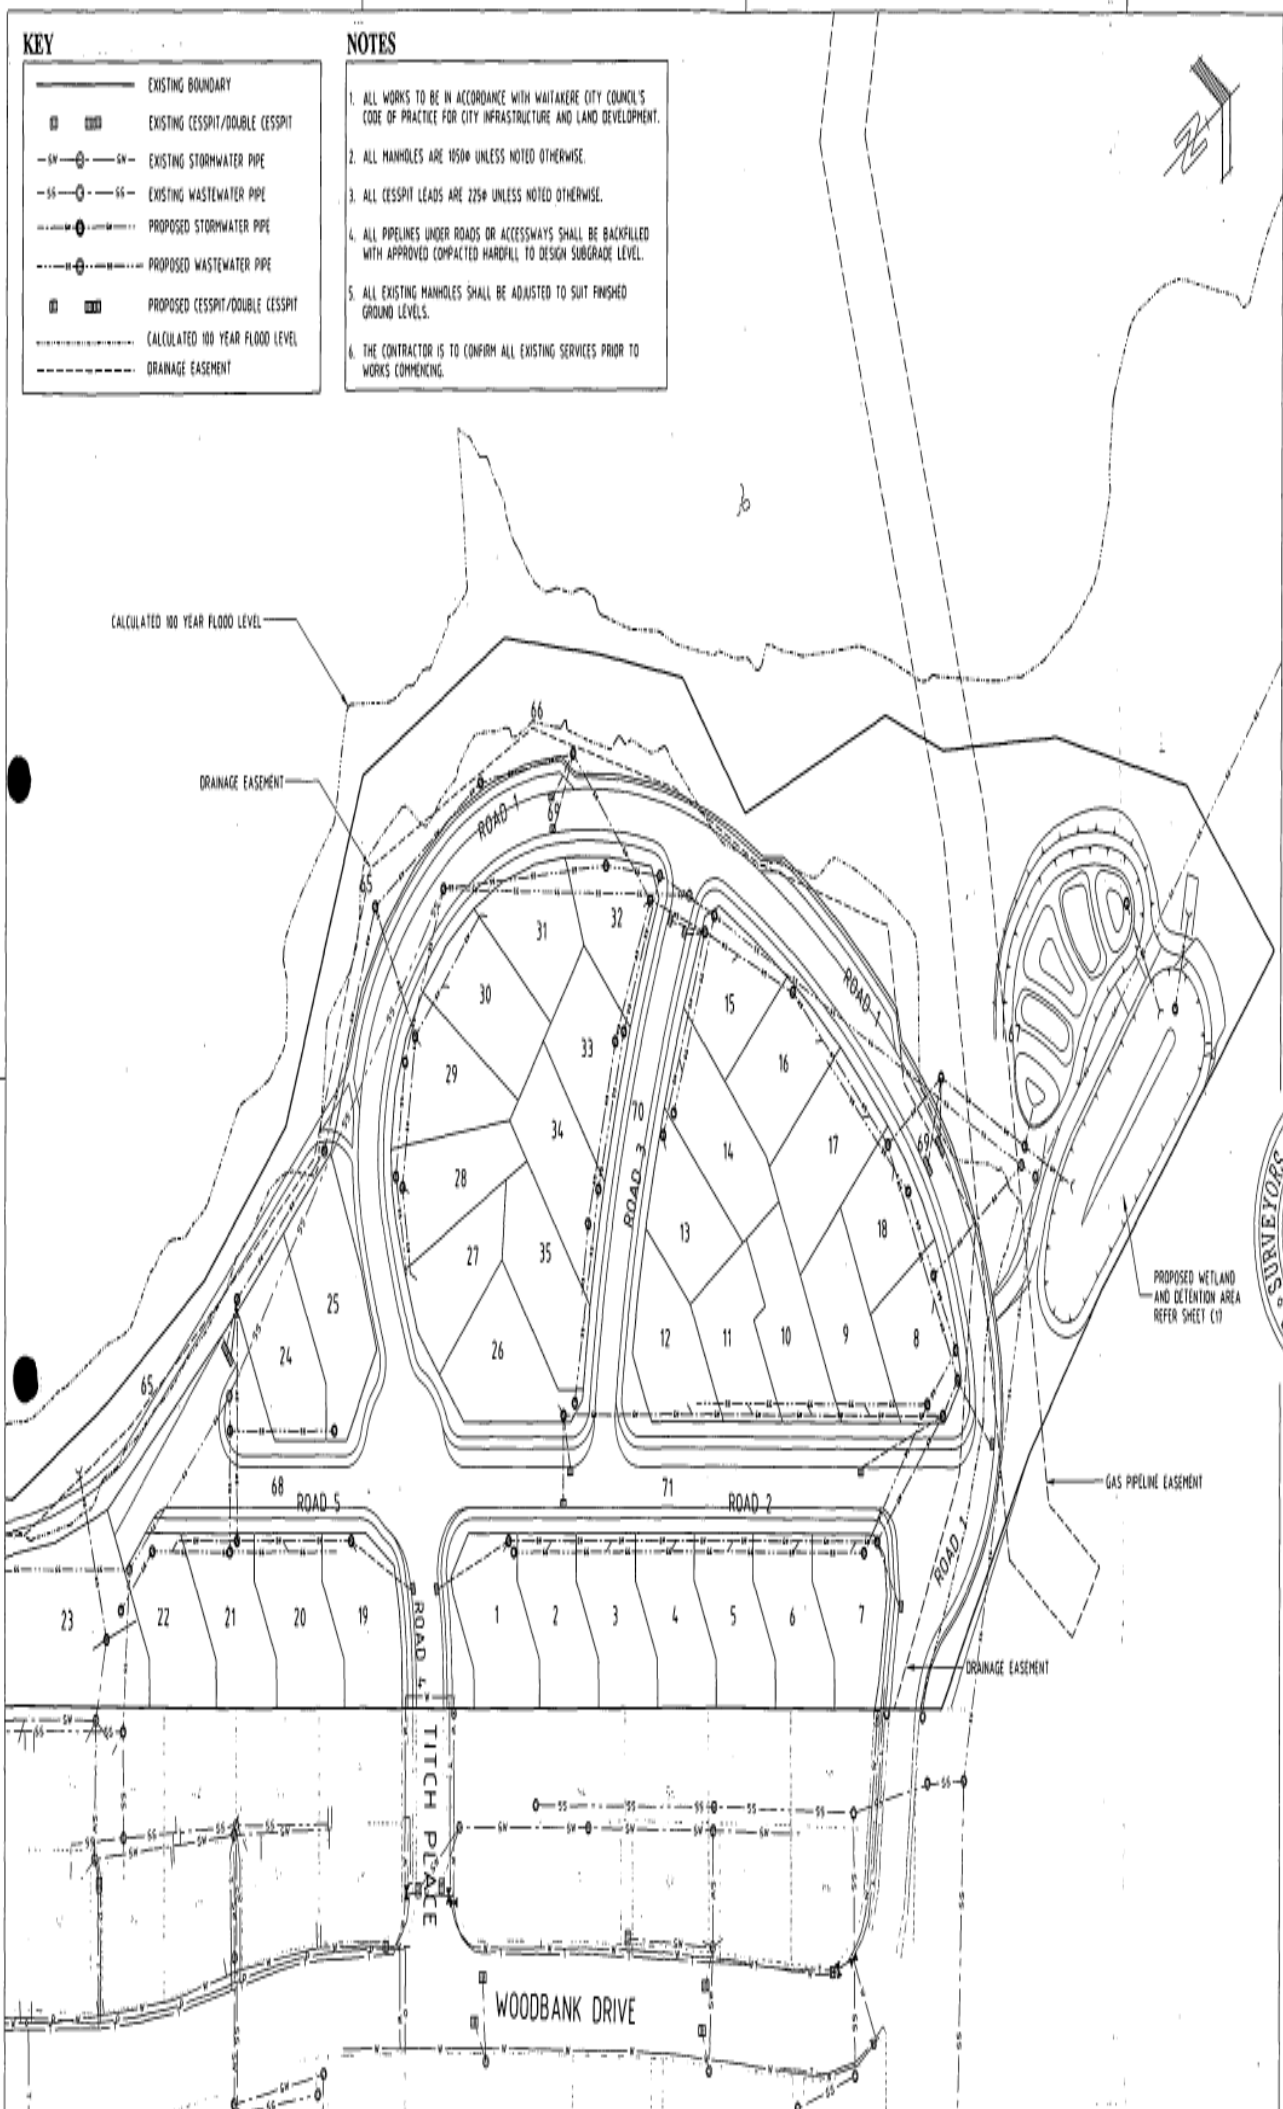 KEY
EXISTING BOUNDARY
EXISTING CESSPIT/DOUBLE CESSPIT
SW SW EXISTING STORMWATER PIPE
SS SS EXISTING WASTEWATER PIPE
PROPOSED STORMWATER PIPE
PROPOSED WASTEWATER PIPE
PROPOSED CESSPIT/DOUBLE CESSPIT
CALCULATED 100 YEAR FLOOD LEVEL
DRAINAGE EASEMENT
NOTES
1. ALL WORKS TO BE IN ACCORDANCE WITH WAITAKERE CITY COUNCIL'S
CODE OF PRACTICE FOR CITY INFRASTRUCTURE AND LAND DEVELOPMENT.
2. ALL MANHOLES ARE 1050Φ UNLESS NOTED OTHERWISE.
3. ALL CESSPIT LEADS ARE 225Φ UNLESS NOTED OTHERWISE.
4. ALL PIPELINES UNDER ROADS OR ACCESSWAYS SHALL BE BACKFILLED
WITH APPROVED COMPACTED HARDFILL TO DESIGN SUBGRADE LEVEL.
5. ALL EXISTING MANHOLES SHALL BE ADJUSTED TO SUIT FINISHED
GROUND LEVELS.
6. THE CONTRACTOR IS TO CONFIRM ALL EXISTING SERVICES PRIOR TO
WORKS COMMENCING.
N
CALCULATED 100 YEAR FLOOD LEVEL
66
DRAINAGE EASEMENT
ROAD 1
69
65
31
32
30
15
ROAD 1
67
33
29
16
70
34
14
17
69
28
ROAD 3
13
18
27
35
25
PROPOSED WETLAND
AND DETENTION AREA
REFER SHEET C17
SURVEYORS
24
26
12
11
10
9
8
65
68
ROAD 5
71
ROAD 2
GAS PIPELINE EASEMENT
ROAD 1
23
22
21
20
19
ROAD 4
1
2
3
4
5
6
7
DRAINAGE EASEMENT
TITCH PLACE
WOODBANK DRIVE